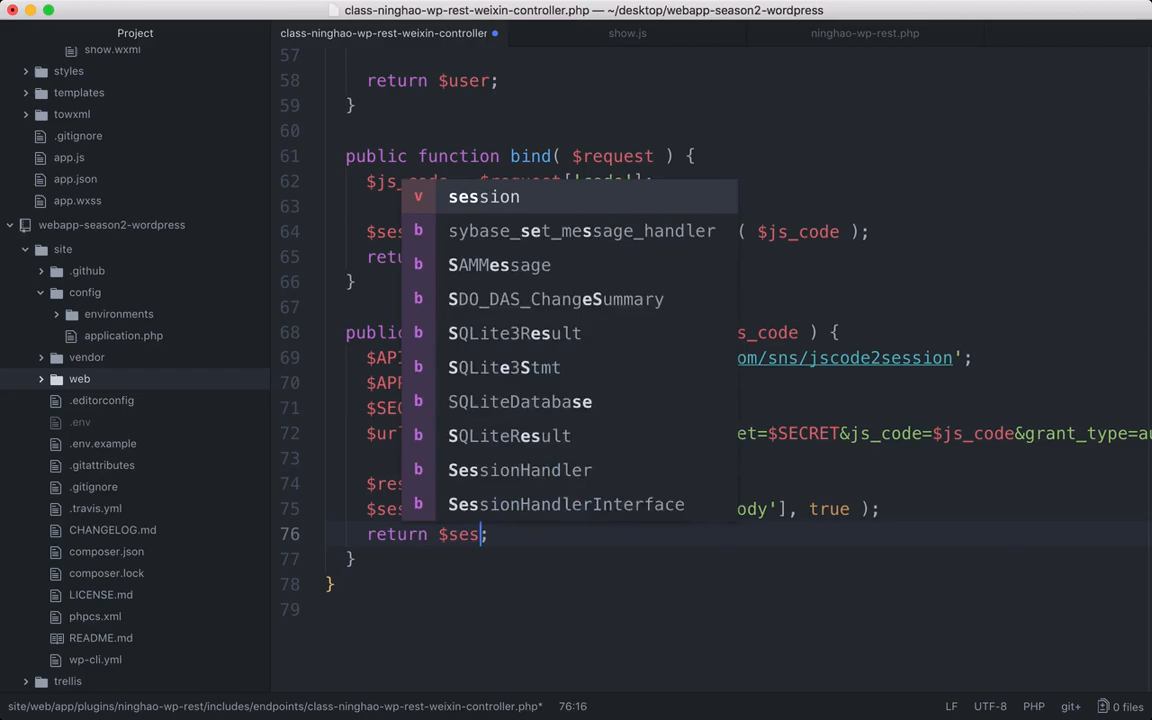 class-ninghao-wp-rest-weixin-controller.php — ~/desktop/webapp-season2-wordpress
Project
show.wxml
styles
templates
towxml
.gitignore
app.js
app.json
app.wxss
webapp-season2-wordpress
site
.github
config
environments
application.php
vendor
web
.editorconfig
.env
.env.example
.gitattributes
.gitignore
.travis.yml
CHANGELOG.md
composer.json
composer.lock
LICENSE.md
phpcs.xml
README.md
wp-cli.yml
trellis
class-ninghao-wp-rest-weixin-controller
show.js
ninghao-wp-rest.php
57
58 return $user;
59 }
60
61 public function bind( $request ) {
62 $js_code
63
64 $ses ( $js_code );
65 retu
66 }
67
68 public s_code ) {
69 $API om/sns/jscode2session';
70 $APP
71 $SEC
72 $url et=$SECRET&js_code=$js_code&grant_type=au
73
74 $res
75 $ses ody'], true );
76 return $ses;
77 }
78 }
79
v session
b sybase_set_message_handler
b SAMMessage
b SDO_DAS_ChangeSummary
b SQLite3Result
b SQLite3Stmt
b SQLiteDatabase
b SQLiteResult
b SessionHandler
b SessionHandlerInterface
site/web/app/plugins/ninghao-wp-rest/includes/endpoints/class-ninghao-wp-rest-weixin-controller.php* 76:16
LF UTF-8 PHP git+ 0 files